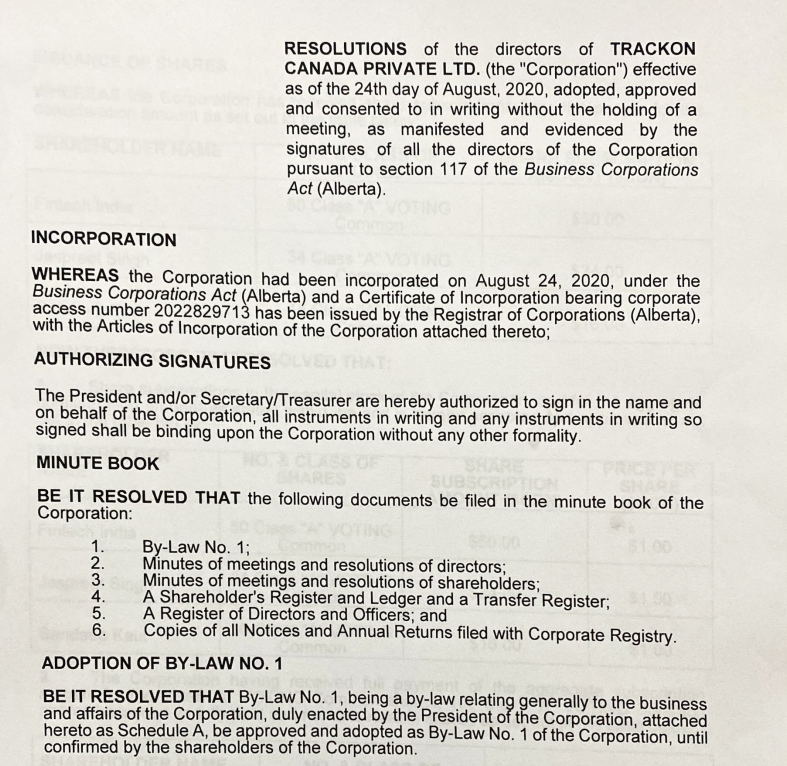 RESOLUTIONS of the directors of TRACKON
CANADA PRIVATE LTD. (the "Corporation") effective
as of the 24th day of August, 2020, adopted, approved
and consented to in writing without the holding of a
meeting, as manifested and evidenced by the
signatures of all the directors of the Corporation
pursuant to section 117 of the Business Corporations
Act (Alberta).
INCORPORATION
WHEREAS the Corporation had been incorporated on August 24, 2020, under the
Business Corporations Act (Alberta) and a Certificate of Incorporation bearing corporate
access number 2022829713 has been issued by the Registrar of Corporations (Alberta),
with the Articles of Incorporation of the Corporation attached thereto;
AUTHORIZING SIGNATURES
The President and/or Secretary/Treasurer are hereby authorized to sign in the name and
on behalf of the Corporation, all instruments in writing and any instruments in writing so
signed shall be binding upon the Corporation without any other formality.
MINUTE BOOK
BE IT RESOLVED THAT the following documents be filed in the minute book of the
Corporation:
1. By-Law No. 1;
2. Minutes of meetings and resolutions of directors;
3. Minutes of meetings and resolutions of shareholders;
4. A Shareholder's Register and Ledger and a Transfer Register;
5. A Register of Directors and Officers; and
6. Copies of all Notices and Annual Returns filed with Corporate Registry.
ADOPTION OF BY-LAW NO. 1
BE IT RESOLVED THAT By-Law No. 1, being a by-law relating generally to the business
and affairs of the Corporation, duly enacted by the President of the Corporation, attached
hereto as Schedule A, be approved and adopted as By-Law No. 1 of the Corporation, until
confirmed by the shareholders of the Corporation.